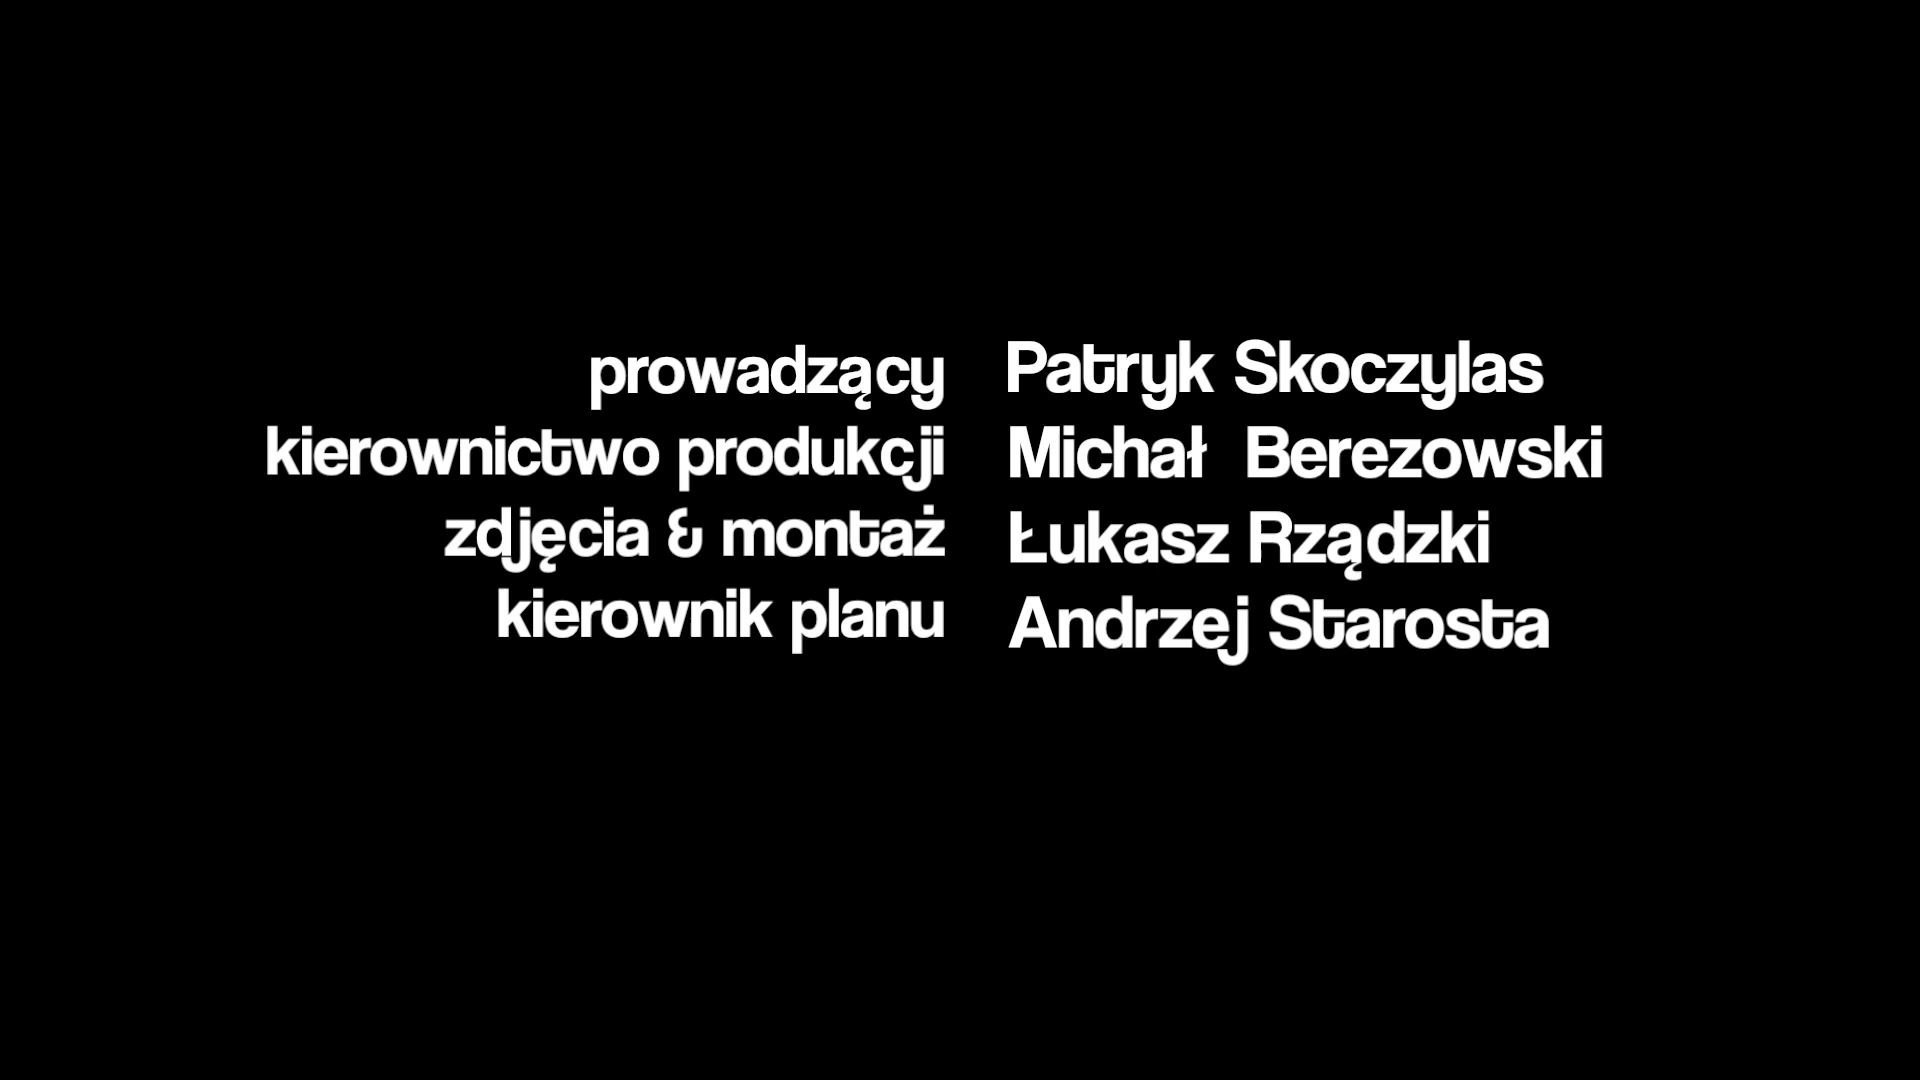 prowadzący Patryk Skoczylas
kierownictwo produkcji Michał Berezowski
zdjęcia & montaż Łukasz Rządzki
kierownik planu Andrzej Starosta